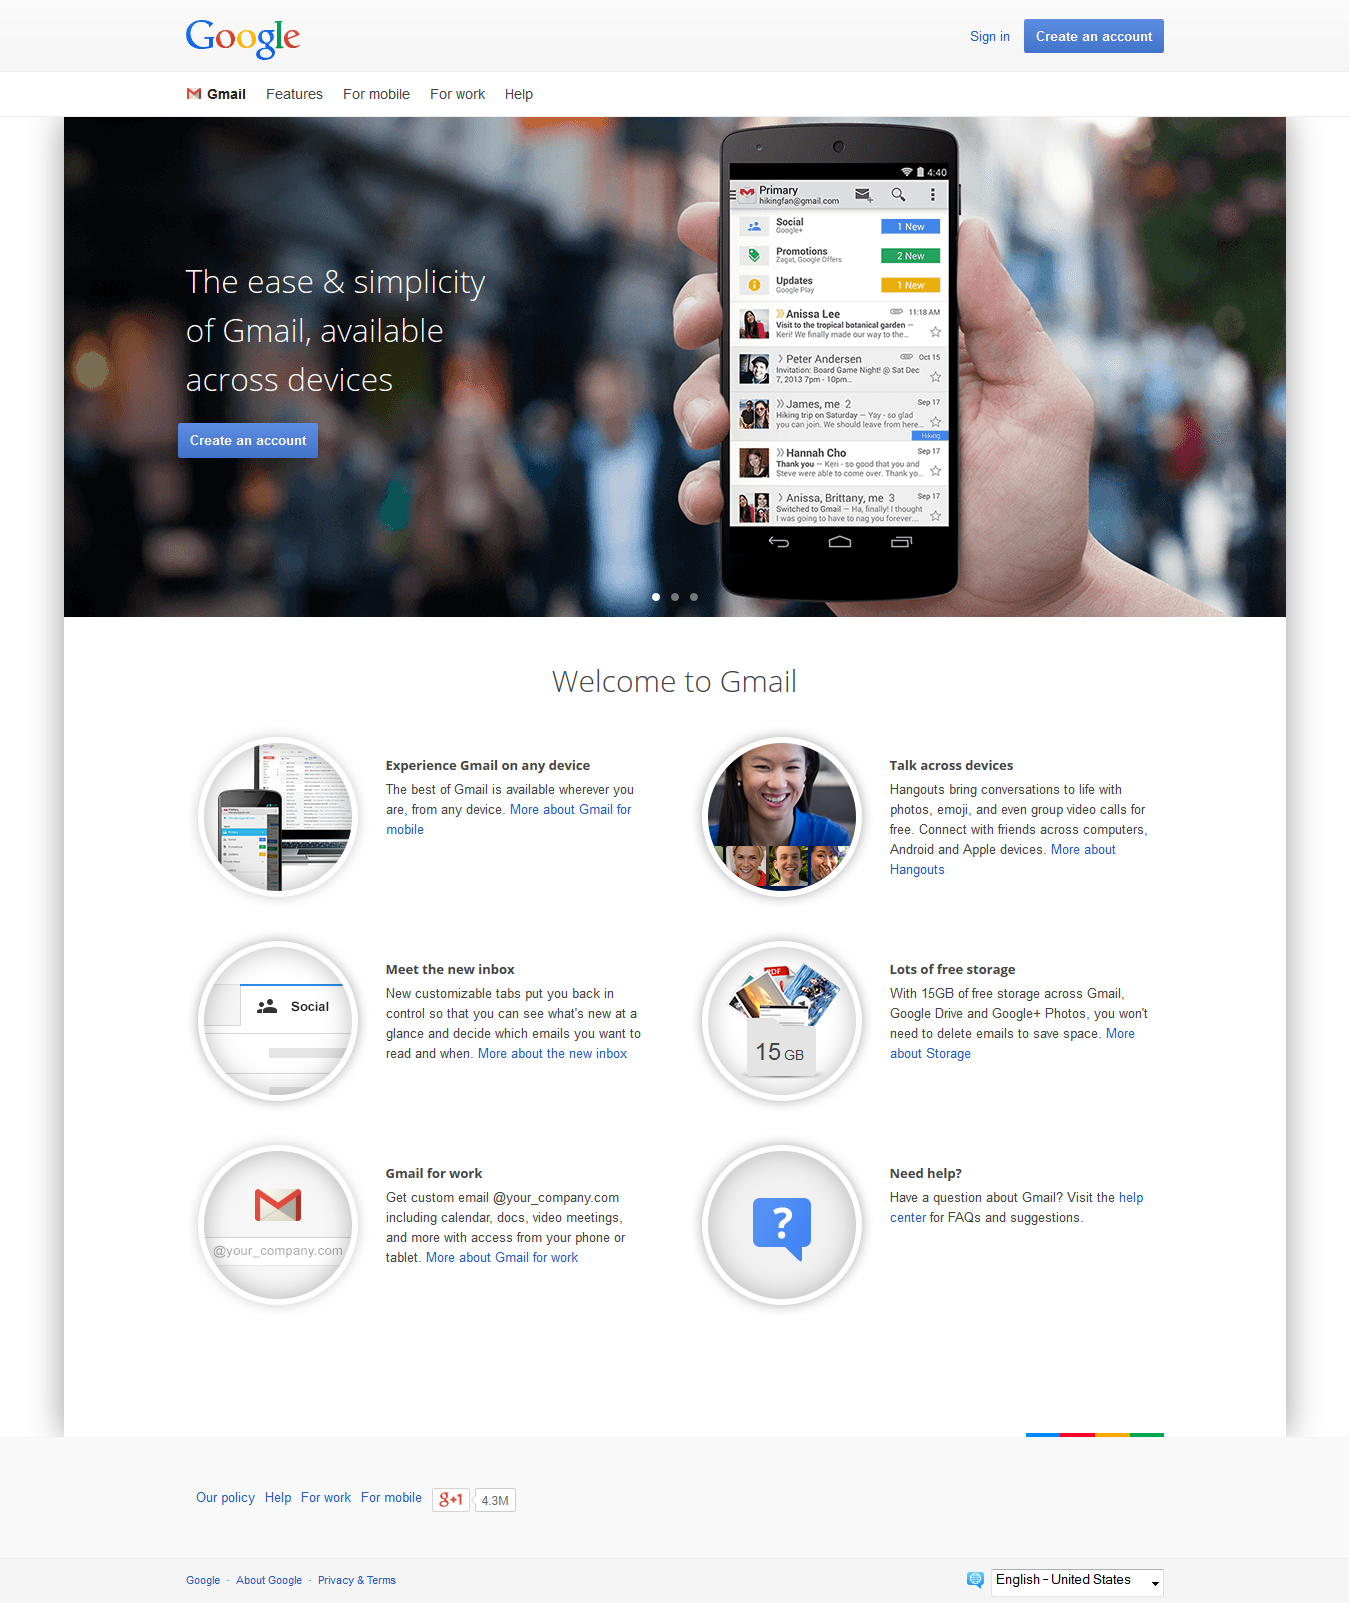 Google
Sign in
Create an account
Gmail
Features
For mobile
For work
Help
The ease & simplicity
of Gmail, available
across devices
Create an account
4:40
Primary
hikingfan@gmail.com
Social
Google+
1 New
Promotions
Zagat, Google Offers
2 New
Updates
Google Play
1 New
Anissa Lee
11:18 AM
Visit to the tropical botanical garden –
Keri! We finally made our way to the...
Peter Andersen
Oct 15
Invitation: Board Game Night! @ Sat Dec
7, 2013 7pm - 10pm...
James, me 2
Sep 17
Hiking trip on Saturday – Yay - so glad
you can join. We should leave from here...
Hiking
Hannah Cho
Sep 17
Thank you – Keri - so good that you and
Steve were able to come over. Thank yo...
Anissa, Brittany, me 3
Sep 17
Switched to Gmail – Ha, finally! I thought
I was going to have to nag you forever...
Welcome to Gmail
Experience Gmail on any device
The best of Gmail is available wherever you
are, from any device. More about Gmail for
mobile
Talk across devices
Hangouts bring conversations to life with
photos, emoji, and even group video calls for
free. Connect with friends across computers,
Android and Apple devices. More about
Hangouts
Social
Meet the new inbox
New customizable tabs put you back in
control so that you can see what's new at a
glance and decide which emails you want to
read and when. More about the new inbox
PDF
15 GB
Lots of free storage
With 15GB of free storage across Gmail,
Google Drive and Google+ Photos, you won't
need to delete emails to save space. More
about Storage
@your_company.com
Gmail for work
Get custom email @your_company.com
including calendar, docs, video meetings,
and more with access from your phone or
tablet. More about Gmail for work
?
Need help?
Have a question about Gmail? Visit the help
center for FAQs and suggestions.
Our policy
Help
For work
For mobile
g+1
4.3M
Google · About Google · Privacy & Terms
English - United States